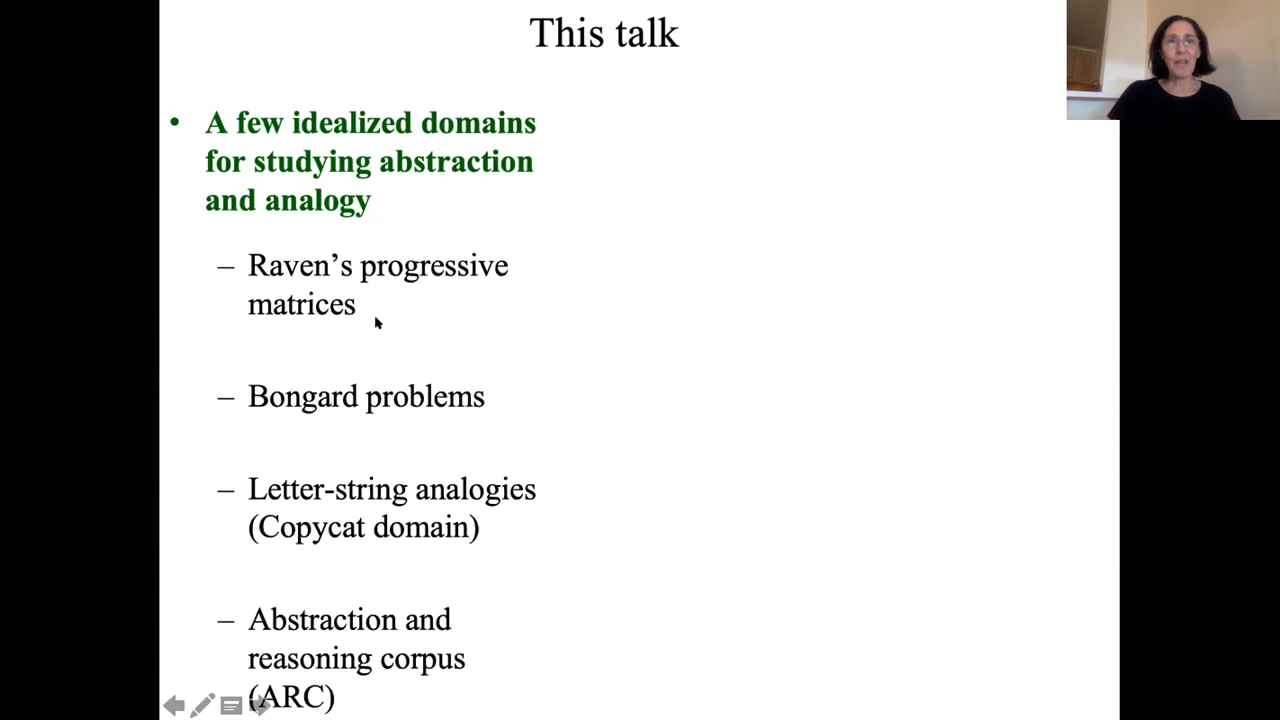 This talk
• A few idealized domains
for studying abstraction
and analogy
– Raven’s progressive
matrices
– Bongard problems
– Letter-string analogies
(Copycat domain)
– Abstraction and
reasoning corpus
(ARC)